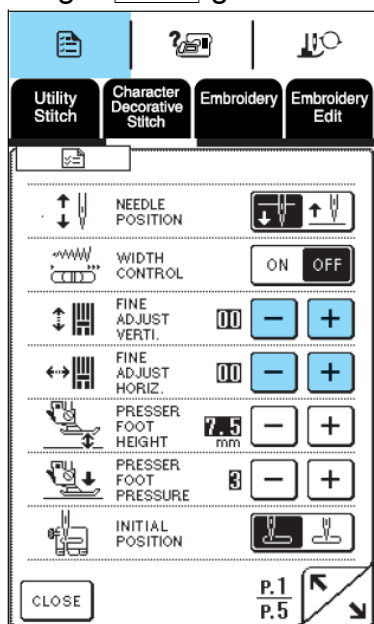 ?
Utility
Stitch
Character
Decorative
Stitch
Embroidery
Embroidery
Edit
NEEDLE
POSITION
WIDTH
CONTROL
ON OFF
FINE
ADJUST
VERTI.
00 − +
FINE
ADJUST
HORIZ.
00 − +
PRESSER
FOOT
HEIGHT
7.5
mm
− +
PRESSER
FOOT
PRESSURE
3 − +
INITIAL
POSITION
CLOSE
P.1
P.5